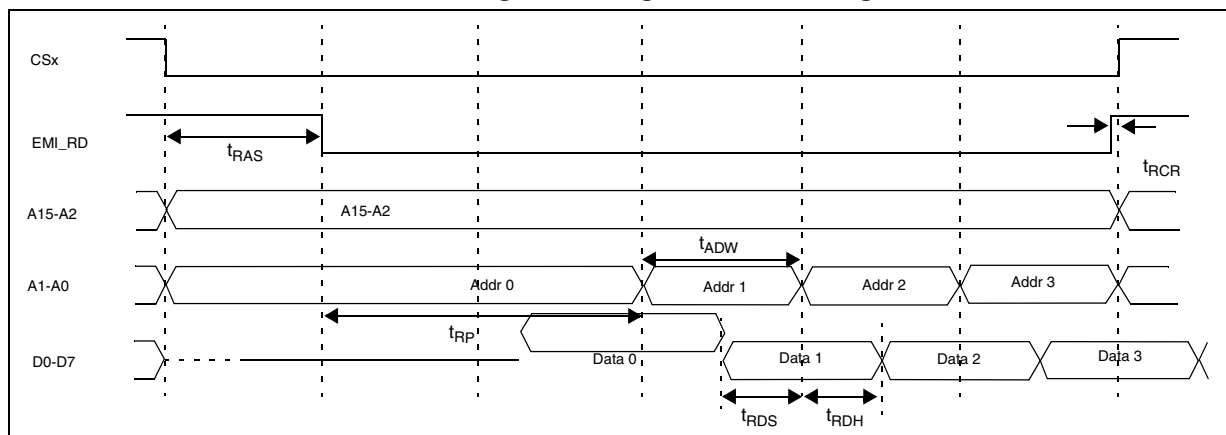 CSx
EMI_RD
tRAS
tRCR
A15-A2
A15-A2
tADW
A1-A0
Addr 0
Addr 1
Addr 2
Addr 3
tRP
D0-D7
Data 0
Data 1
Data 2
Data 3
tRDS
tRDH